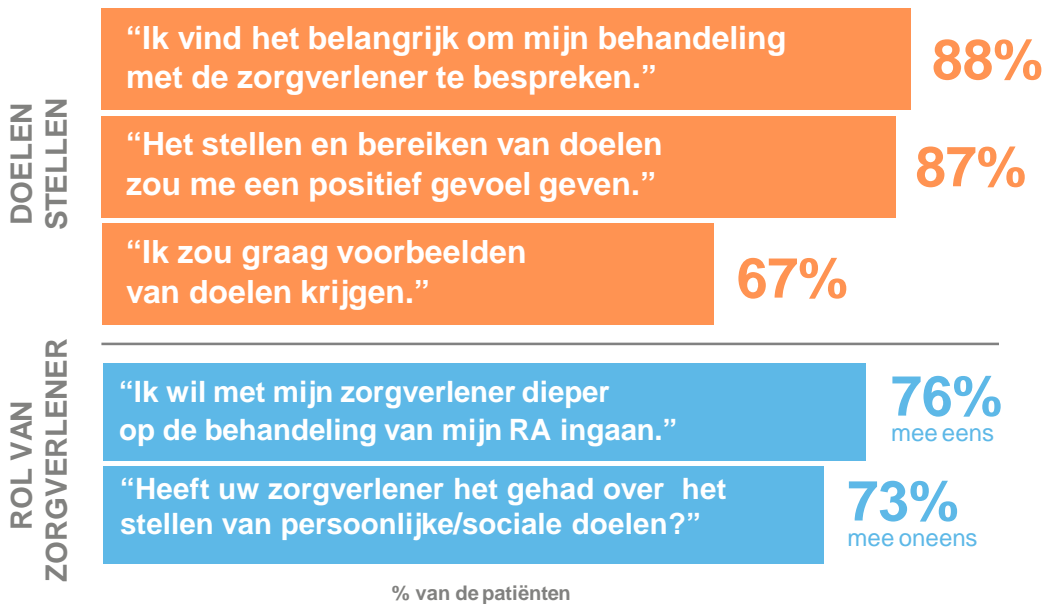 DOELEN
STELLEN
“Ik vind het belangrijk om mijn behandeling
met de zorgverlener te bespreken.”
88%
“Het stellen en bereiken van doelen
zou me een positief gevoel geven.”
87%
“Ik zou graag voorbeelden
van doelen krijgen.”
67%
ROL VAN
ZORGVERLENER
“Ik wil met mijn zorgverlener dieper
op de behandeling van mijn RA ingaan.”
76%
mee eens
“Heeft uw zorgverlener het gehad over het
stellen van persoonlijke/sociale doelen?”
73%
mee oneens
% van de patiënten